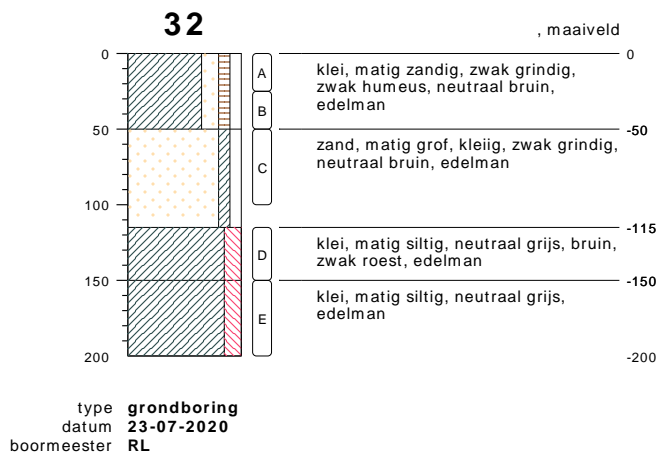 32
, maaiveld
0
0
A
klei, matig zandig, zwak grindig,
zwak humeus, neutraal bruin,
edelman
B
50
-50
C
zand, matig grof, kleiig, zwak grindig,
neutraal bruin, edelman
100
-115
D
klei, matig siltig, neutraal grijs, bruin,
zwak roest, edelman
150
-150
E
klei, matig siltig, neutraal grijs,
edelman
200
-200
type grondboring
datum 23-07-2020
boormeester RL